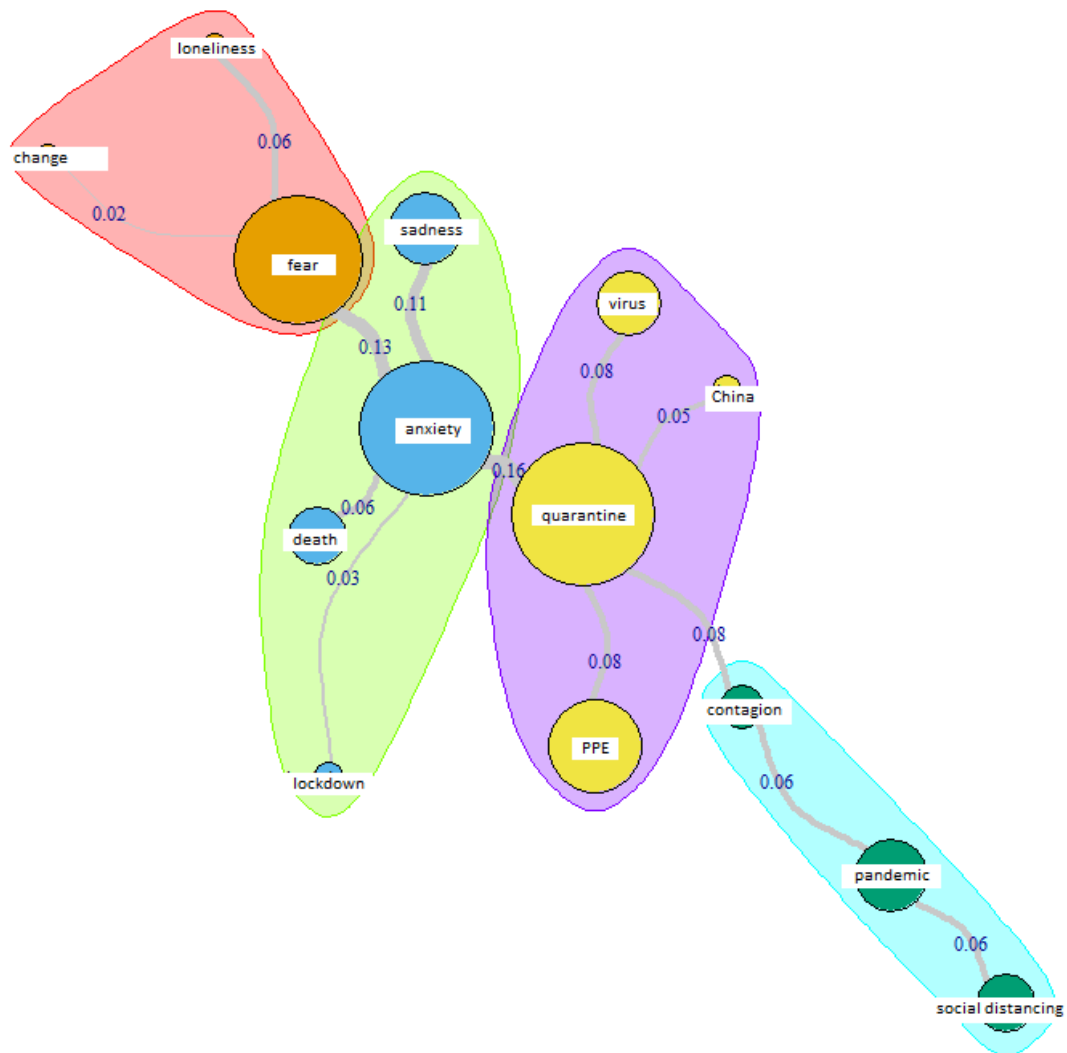 loneliness
0.06
change
0.02
fear
sadness
0.11
0.13
anxiety
virus
0.08
China
0.05
0.16
quarantine
0.06
death
0.03
0.08
0.08
contagion
PPE
lockdown
0.06
pandemic
0.06
social distancing